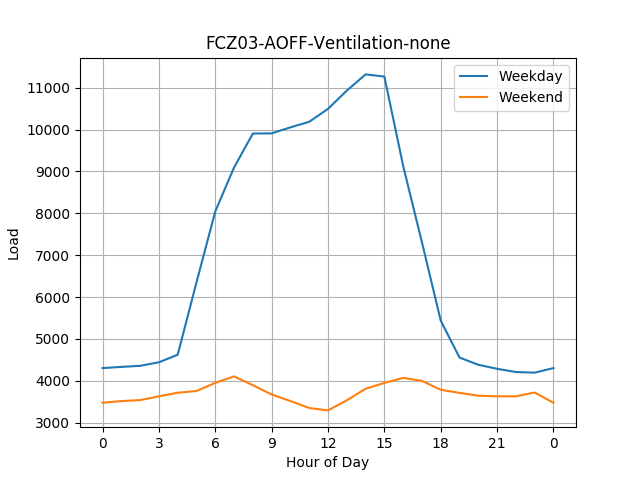 FCZ03-AOFF-Ventilation-none
Weekday
Weekend
11000
10000
9000
8000
7000
6000
5000
4000
3000
Load
0 3 6 9 12 15 18 21 0
Hour of Day